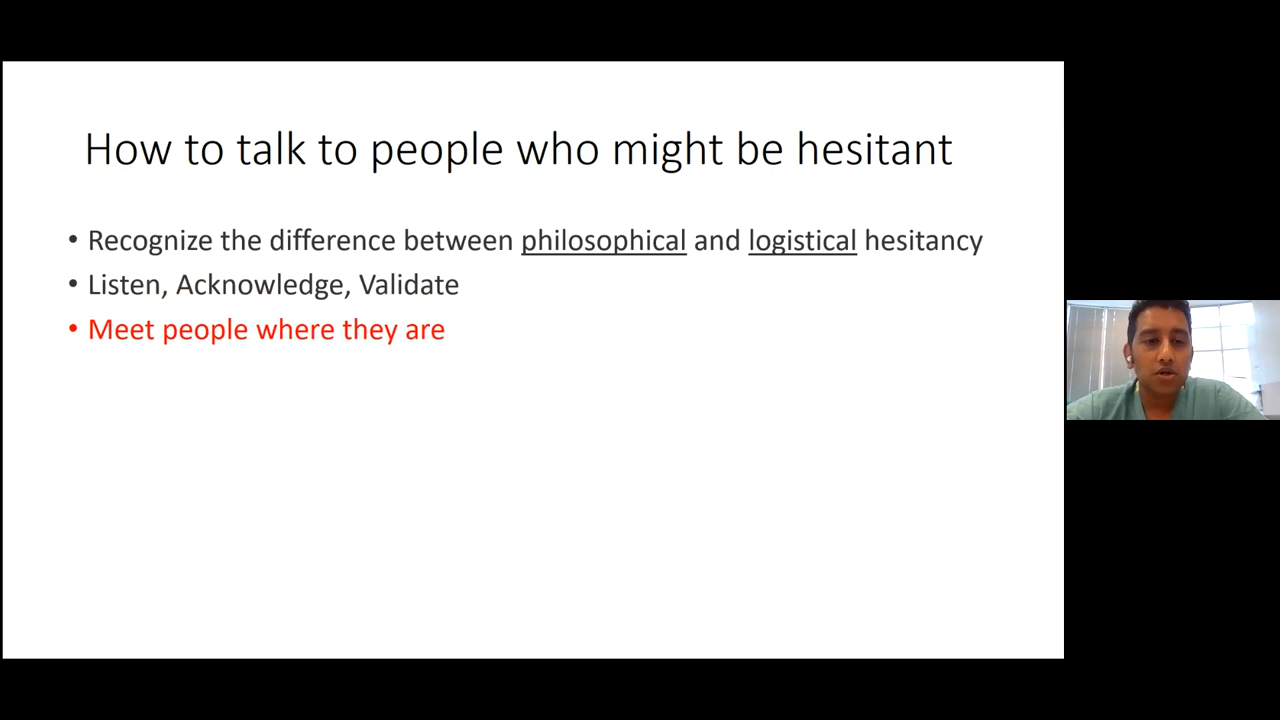 How to talk to people who might be hesitant
• Recognize the difference between philosophical and logistical hesitancy
• Listen, Acknowledge, Validate
• Meet people where they are